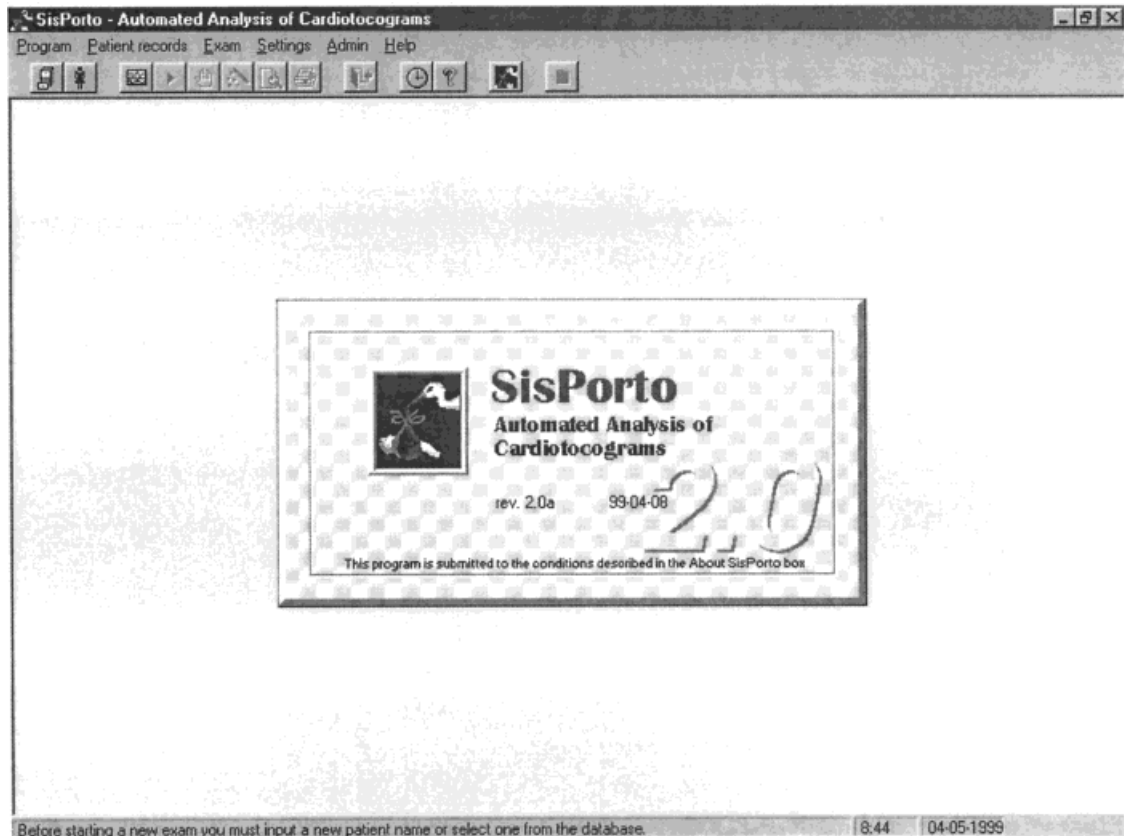 SisPorto - Automated Analysis of Cardiotocograms
Program Patient records Exam Settings Admin Help
SisPorto
Automated Analysis of
Cardiotocograms
rev. 2.0a 99-04-08
2.0
This program is submitted to the conditions described in the About SisPorto box
Before starting a new exam you must input a new patient name or select one from the database. 8:44 04-05-1999